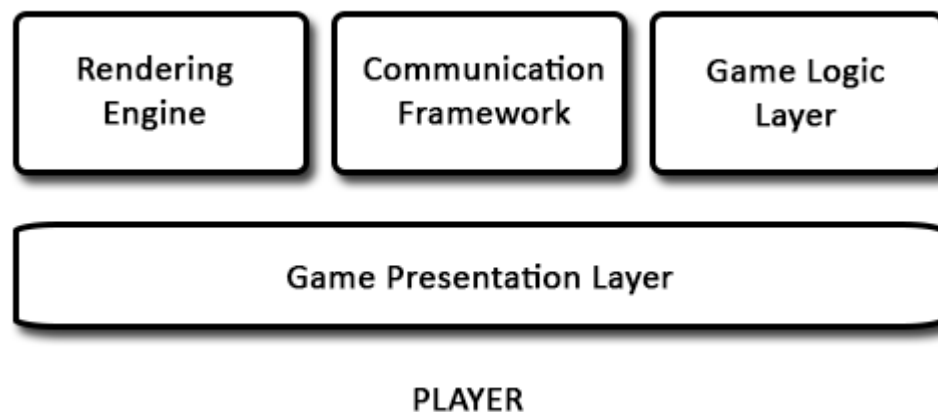 Rendering
Engine
Communication
Framework
Game Logic
Layer
Game Presentation Layer
PLAYER